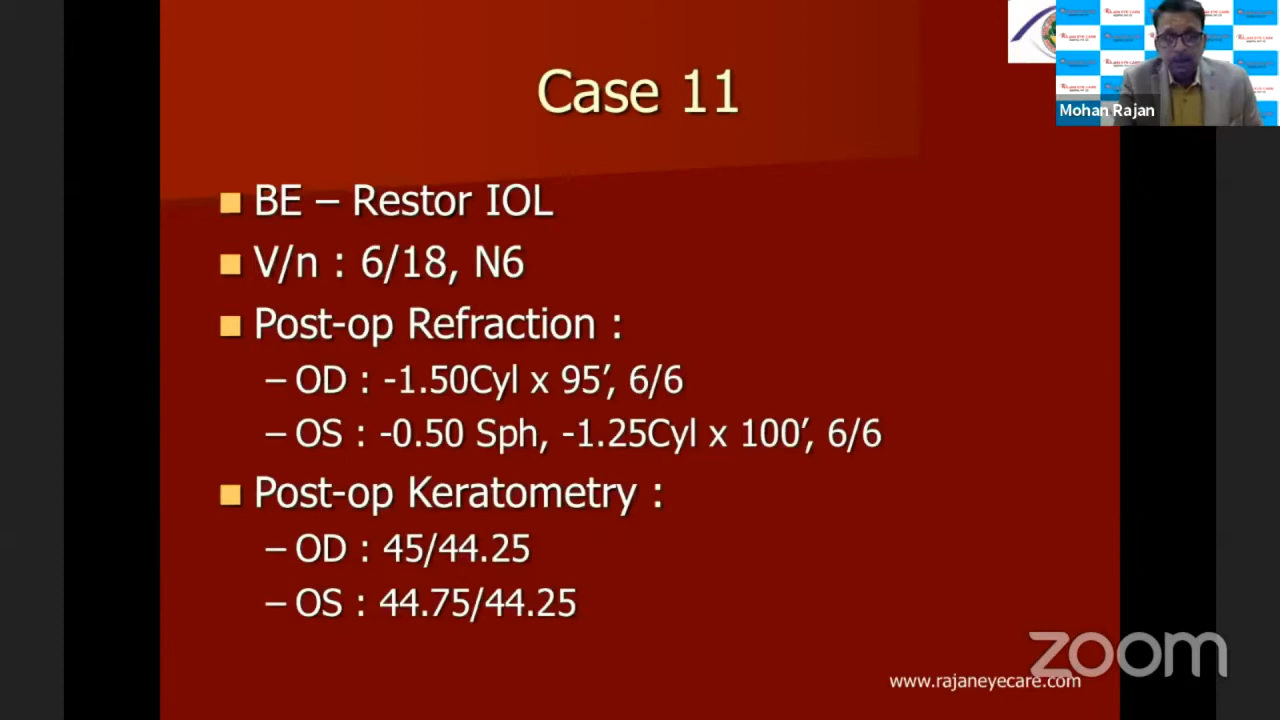 Case 11
BE – Restor IOL
V/n : 6/18, N6
Post-op Refraction :
– OD : -1.50Cyl x 95’, 6/6
– OS : -0.50 Sph, -1.25Cyl x 100’, 6/6
Post-op Keratometry :
– OD : 45/44.25
– OS : 44.75/44.25
www.rajaneyecare.com
zoom
Mohan Rajan